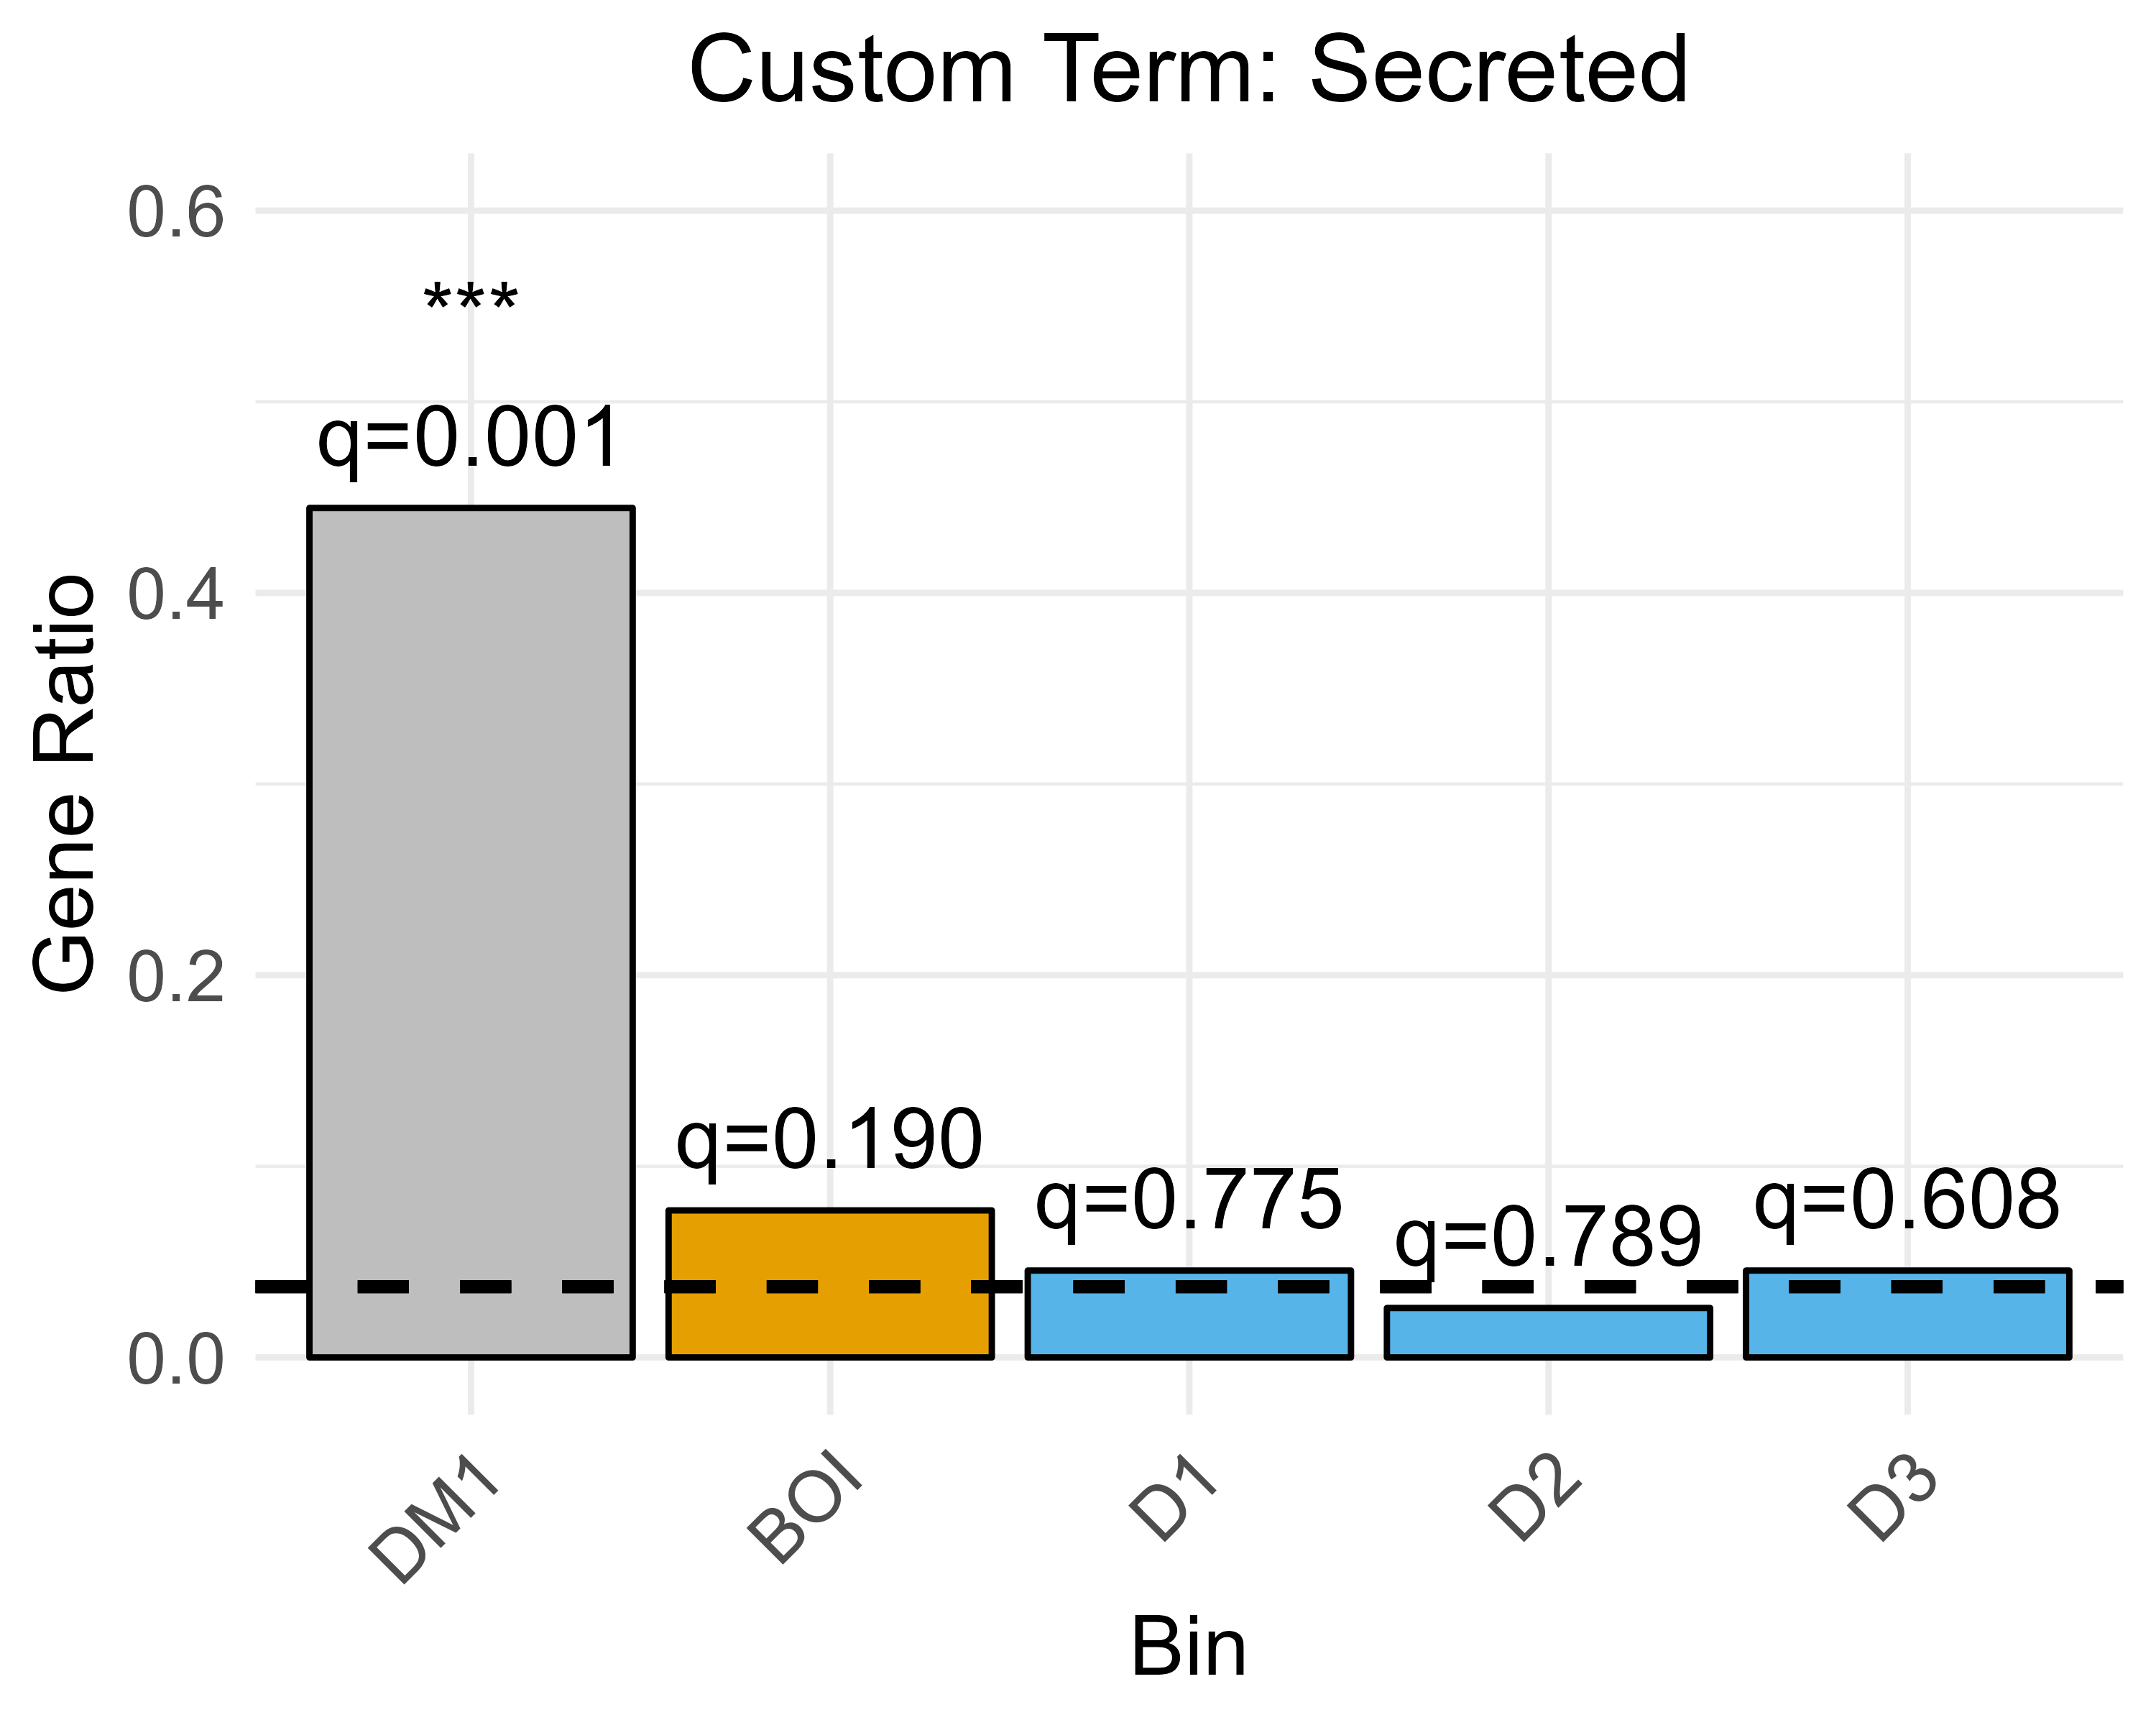 Custom Term: Secreted
Gene Ratio
0.6
0.4
0.2
0.0
***
q=0.001
q=0.190
q=0.775
q=0.789
q=0.608
DM1
BOI
D1
D2
D3
Bin